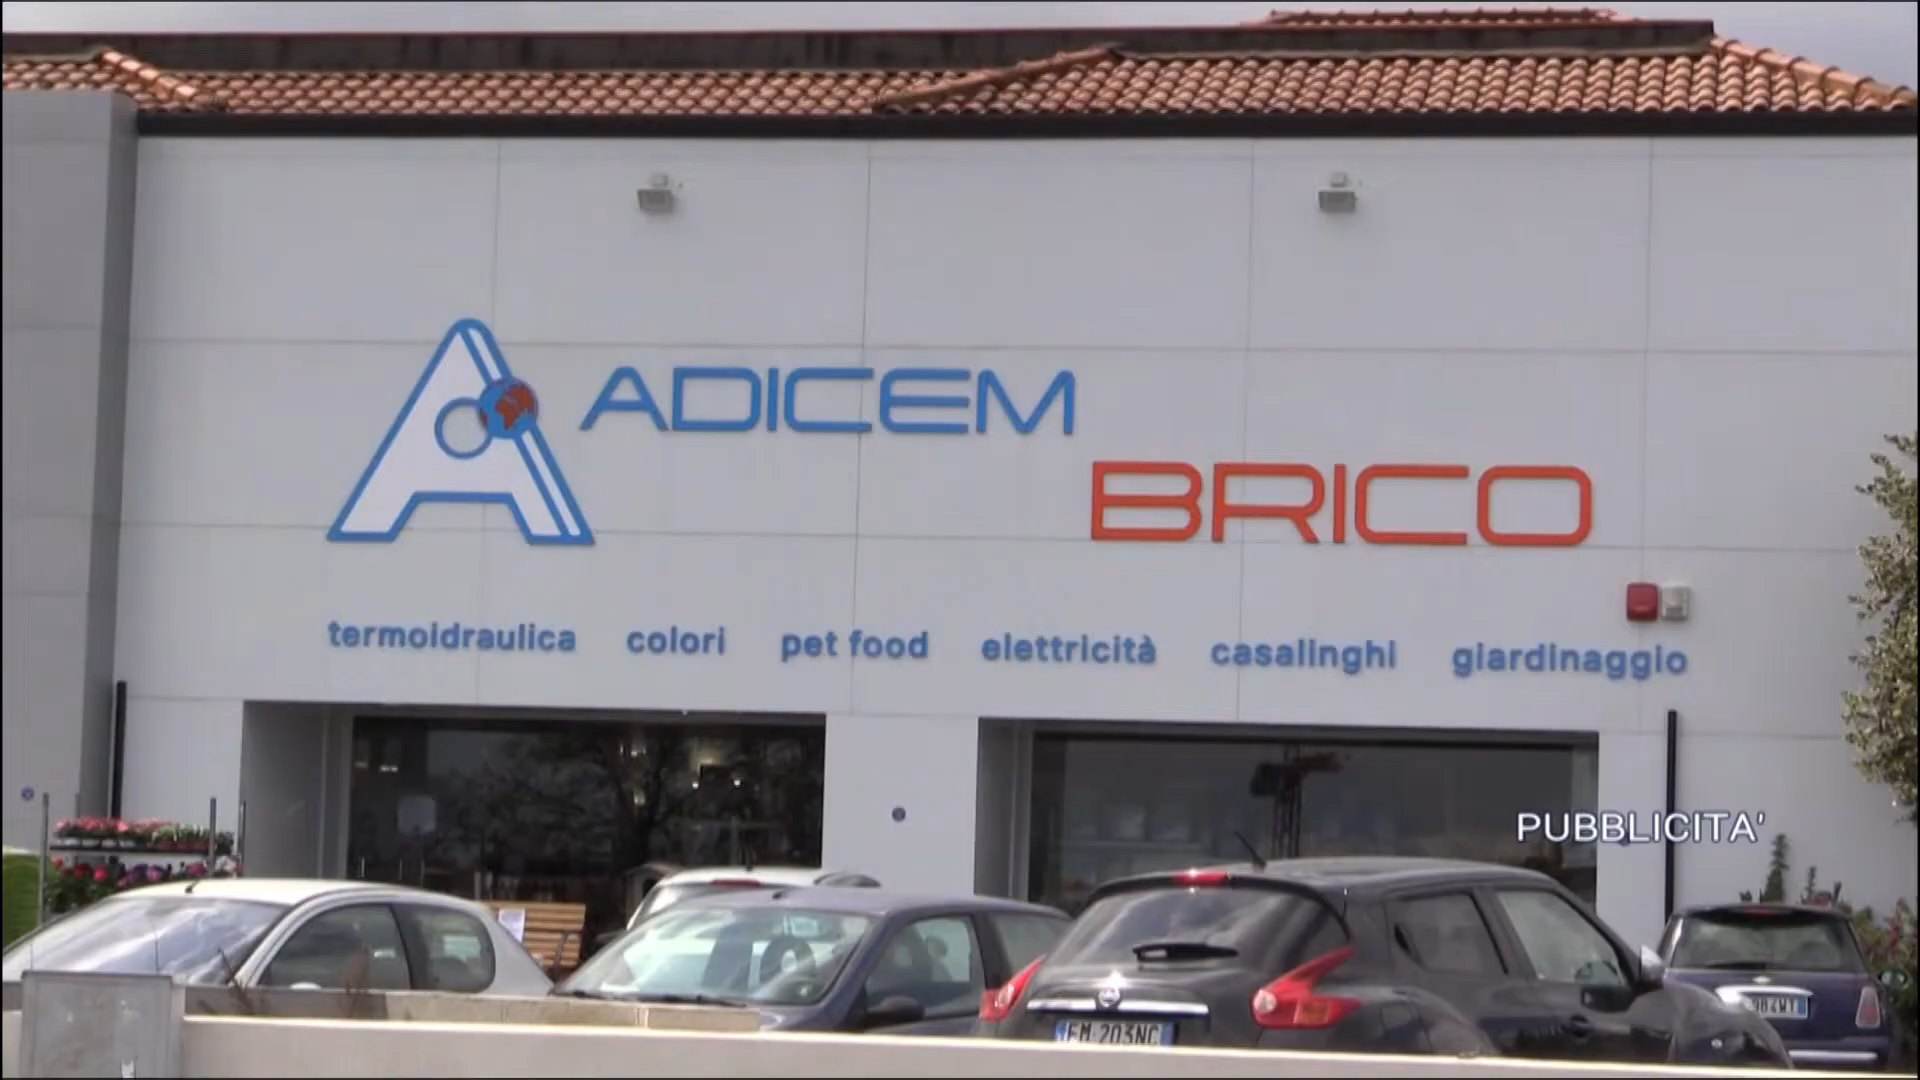 ADICEM
BRICO
termoidraulica colori pet food elettricità casalinghi giardinaggio
PUBBLICITA'
FM 203NC